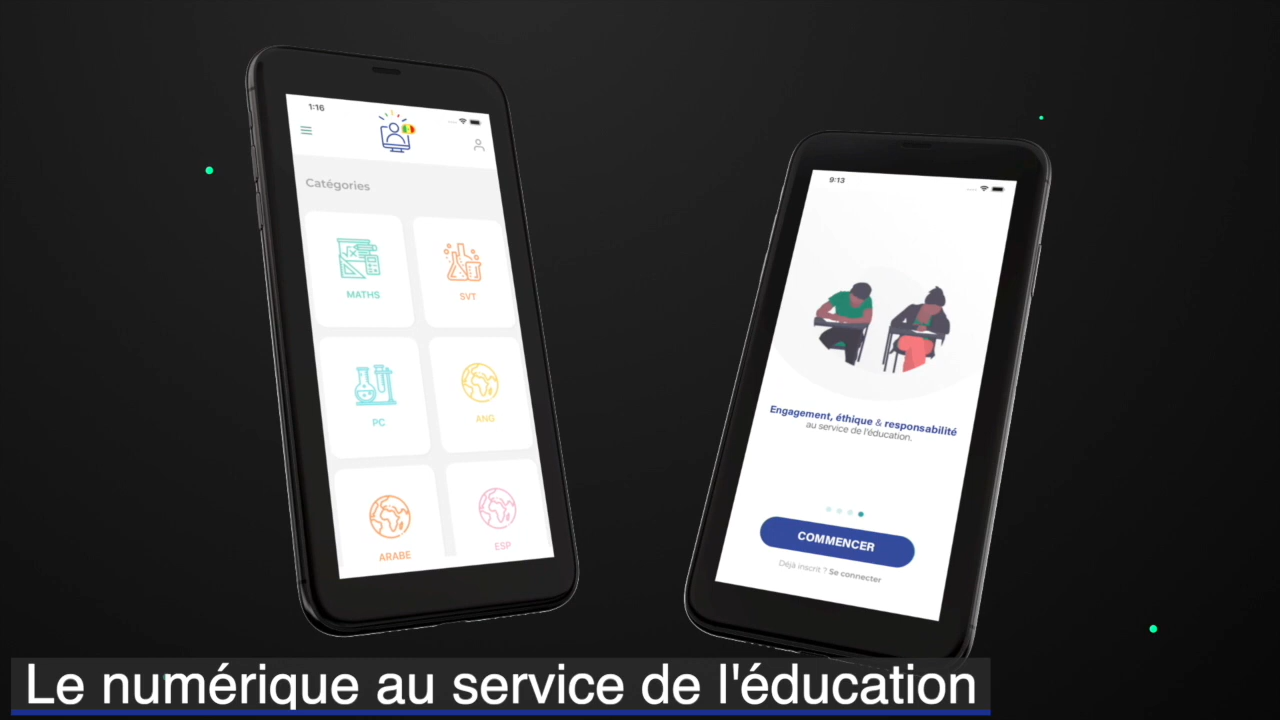 1:16
Catégories
MATHS
SVT
PC
ANG
ARABE
ESP
9:13
Engagement, éthique & responsabilité
au service de l'éducation.
COMMENCER
Déjà inscrit ? Se connecter
Le numérique au service de l'éducation